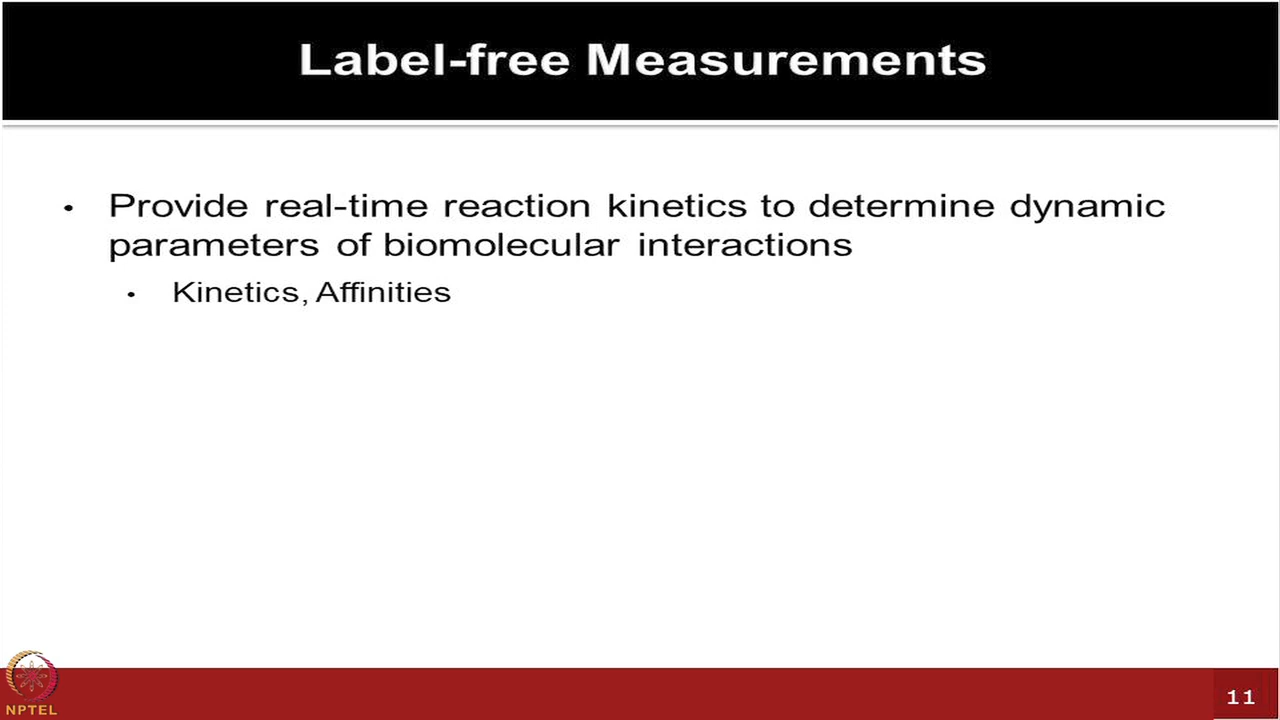 Label-free Measurements
• Provide real-time reaction kinetics to determine dynamic
parameters of biomolecular interactions
• Kinetics, Affinities
NPTEL
11